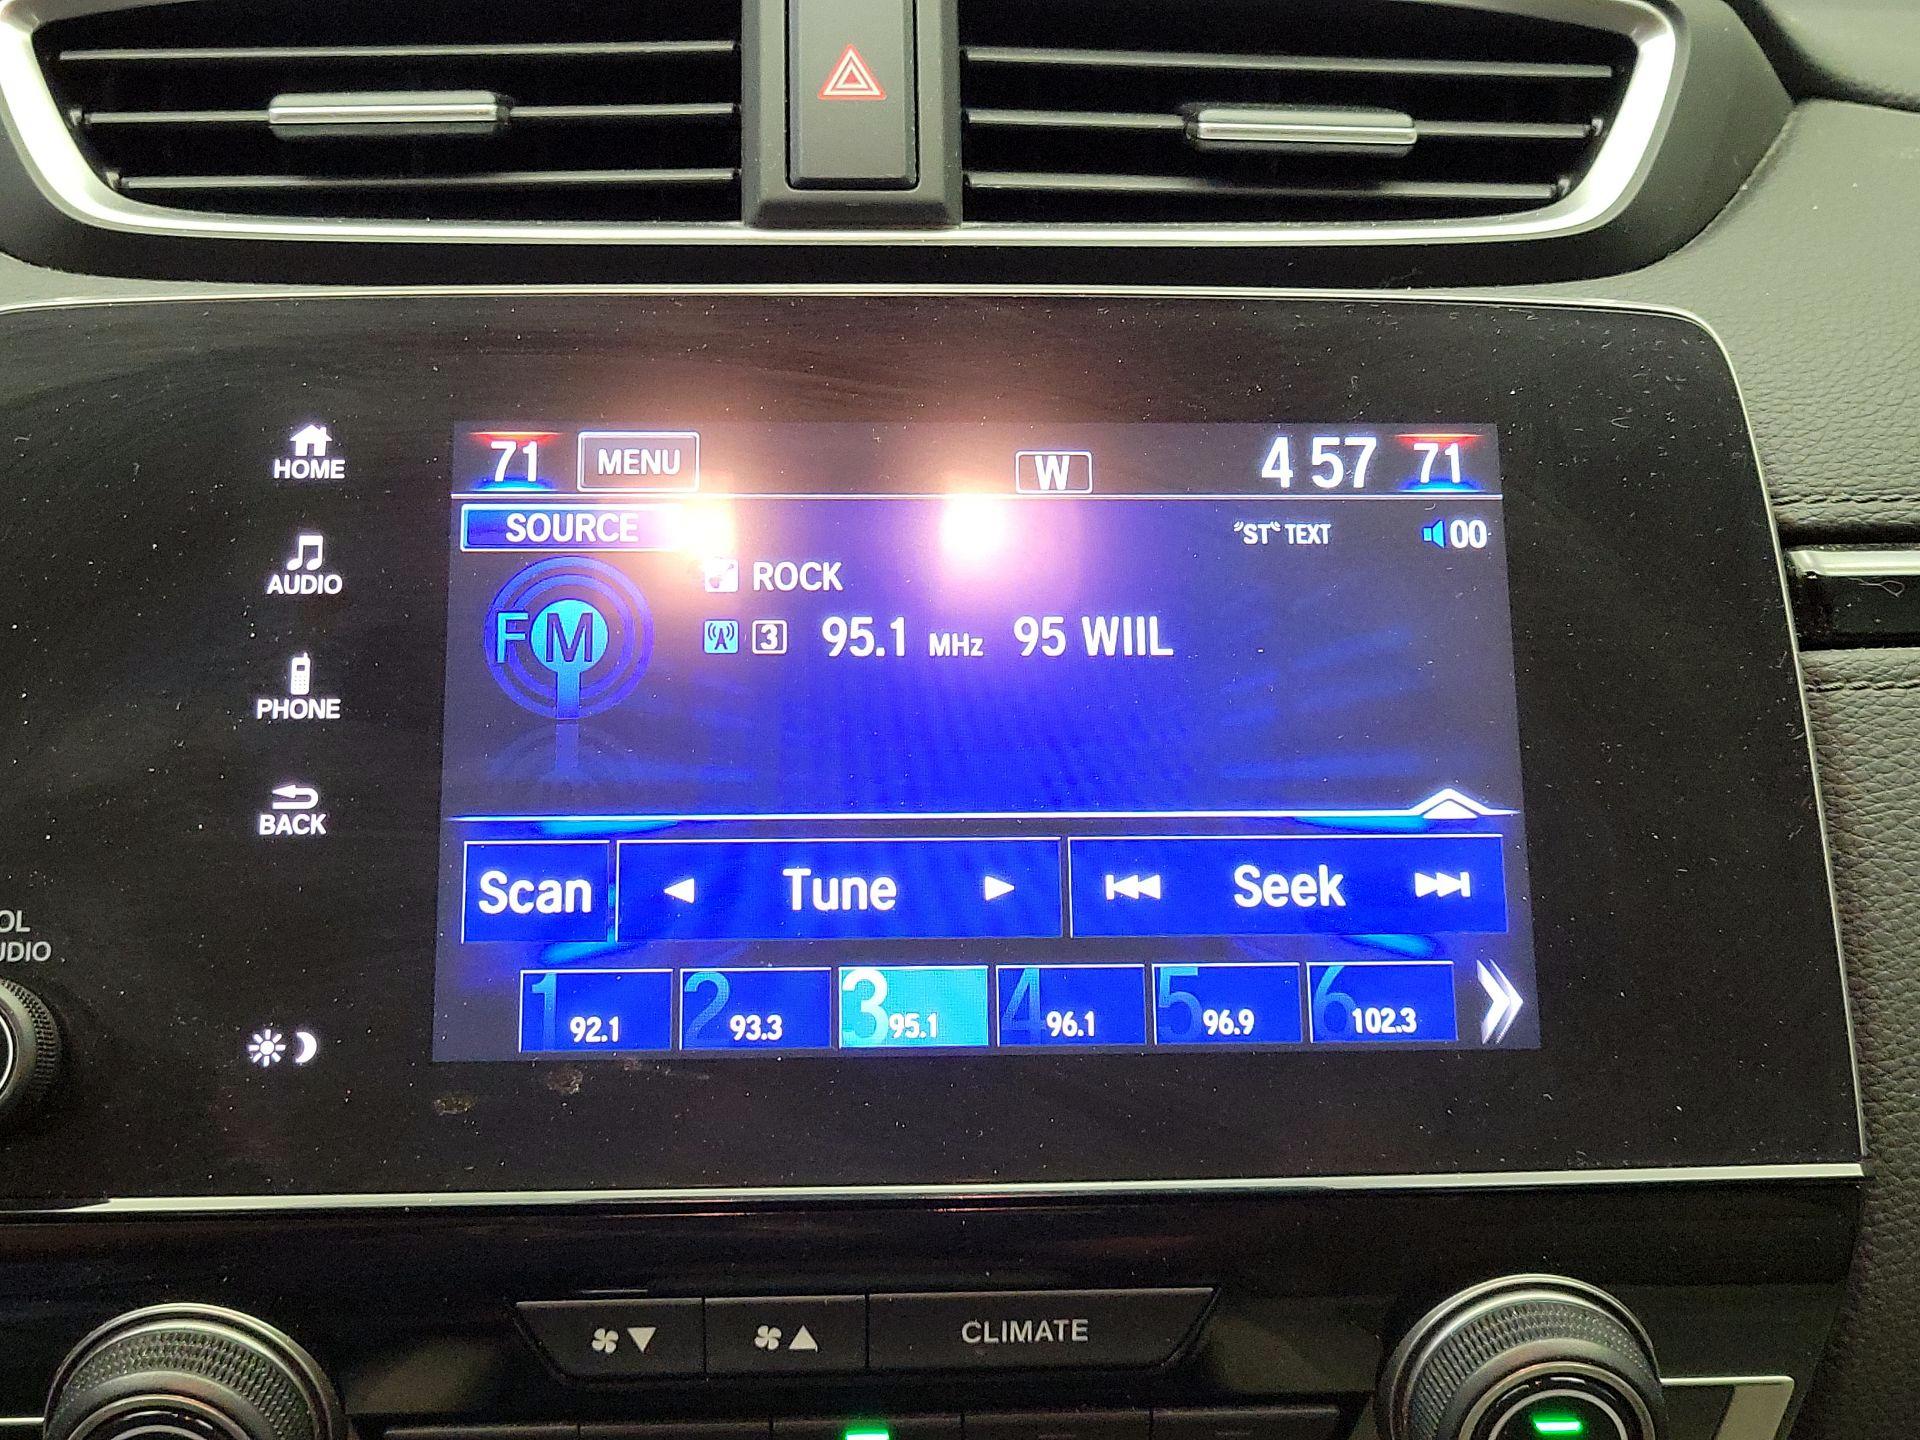 71 MENU W 4 57 71
HOME
SOURCE "ST" TEXT 00
ROCK
AUDIO
FM 3 95.1 MHz 95 WIIL
PHONE
BACK
Scan Tune Seek
OL
UDIO
1 92.1 2 93.3 3 95.1 4 96.1 5 96.9 6 102.3
CLIMATE